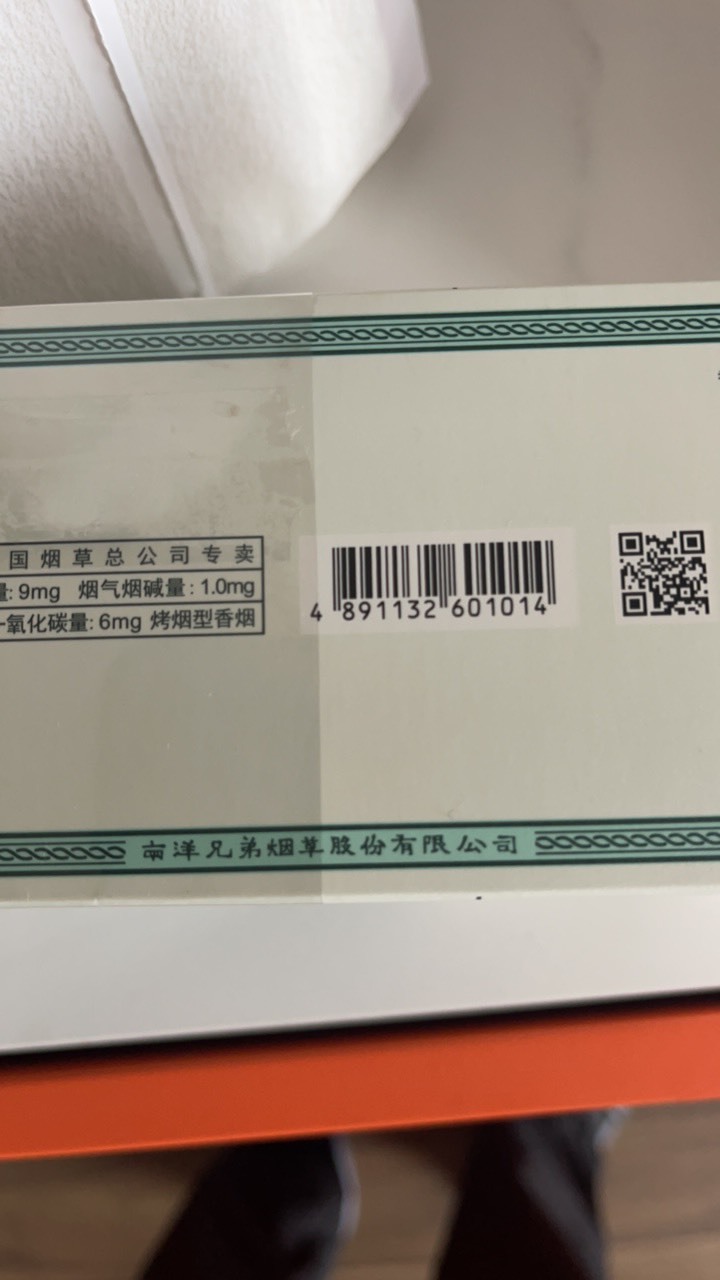 国烟草总公司专卖
量: 9mg 烟气烟碱量: 1.0mg
一氧化碳量: 6mg 烤烟型香烟
4 891132 601014
南洋兄弟烟草股份有限公司